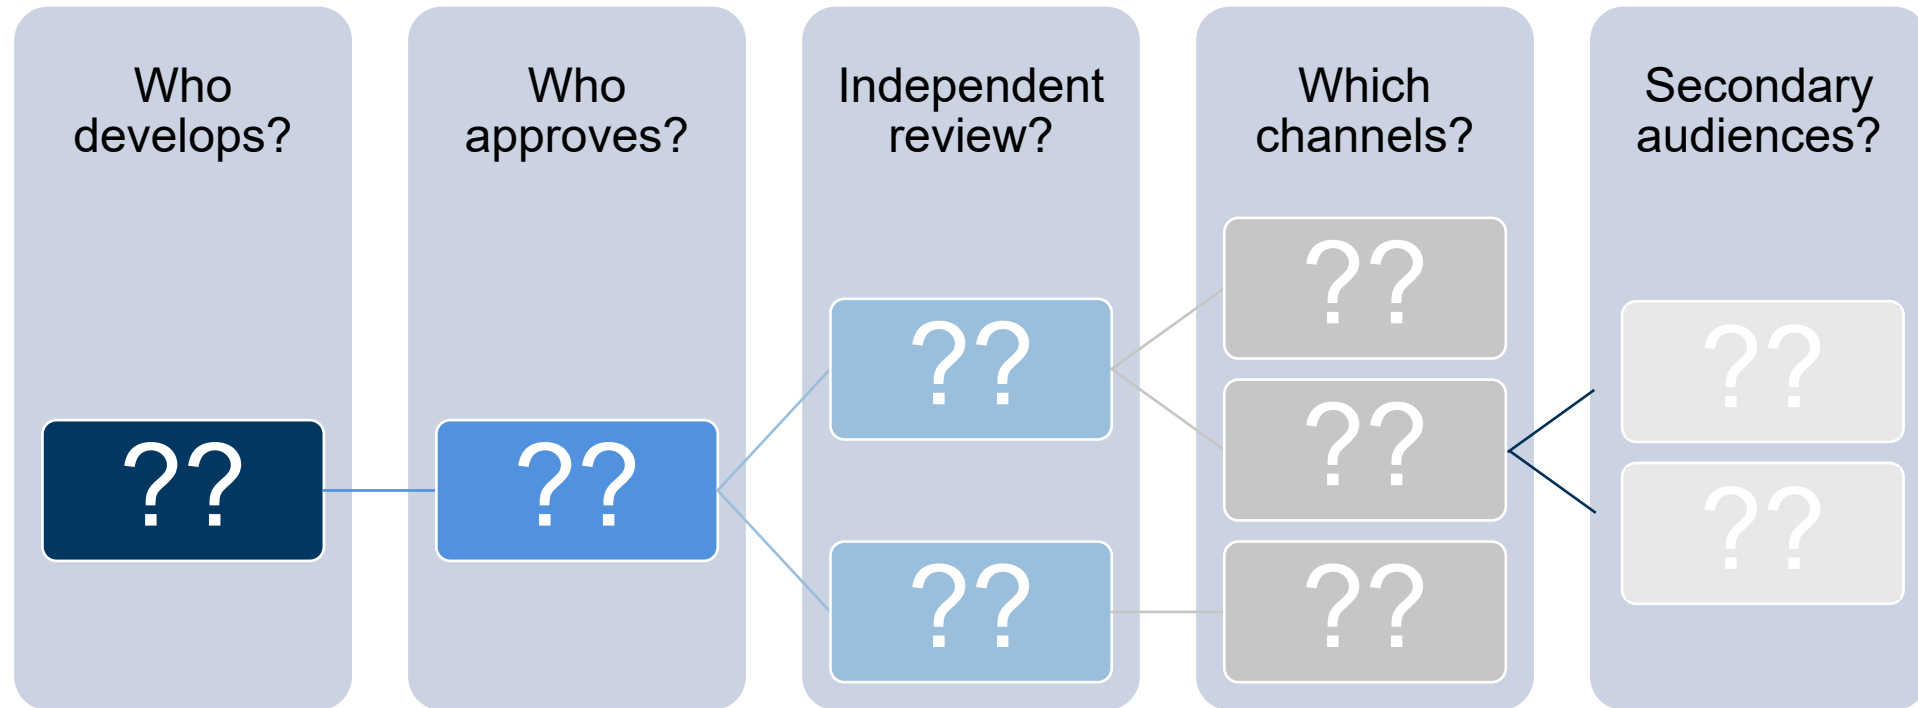 Who
develops?
Who
approves?
Independent
review?
Which
channels?
Secondary
audiences?
??
??
??
??
??
??
??
??
??